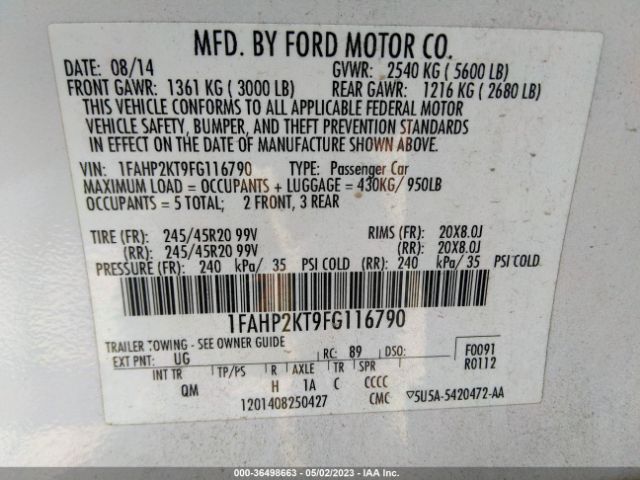 MFD. BY FORD MOTOR CO.
DATE: 08/14 GVWR: 2540 KG ( 5600 LB)
FRONT GAWR: 1361 KG ( 3000 LB) REAR GAWR: 1216 KG ( 2680 LB)
THIS VEHICLE CONFORMS TO ALL APPLICABLE FEDERAL MOTOR
VEHICLE SAFETY, BUMPER, AND THEFT PREVENTION STANDARDS
IN EFFECT ON THE DATE OF MANUFACTURE SHOWN ABOVE.
VIN: 1FAHP2KT9FG116790 TYPE: Passenger Car
MAXIMUM LOAD = OCCUPANTS + LUGGAGE = 430KG/ 950LB
OCCUPANTS = 5 TOTAL; 2 FRONT, 3 REAR
TIRE (FR): 245/45R20 99V RIMS (FR): 20X8.0J
(RR): 245/45R20 99V (RR): 20X8.0J
PRESSURE (FR): 240 kPa/ 35 PSI COLD (RR): 240 kPa/ 35 PSI COLD
1FAHP2KT9FG116790
TRAILER TOWING - SEE OWNER GUIDE
EXT PNT: UG RC: 89 DSO: F0091
R0112
INT TR TP/PS R AXLE TR SPR
QM H 1A C CCCC
1201408250427 CMC ▽5U5A-5420472-AA
000-36498663 - 05/02/2023 - IAA Inc.